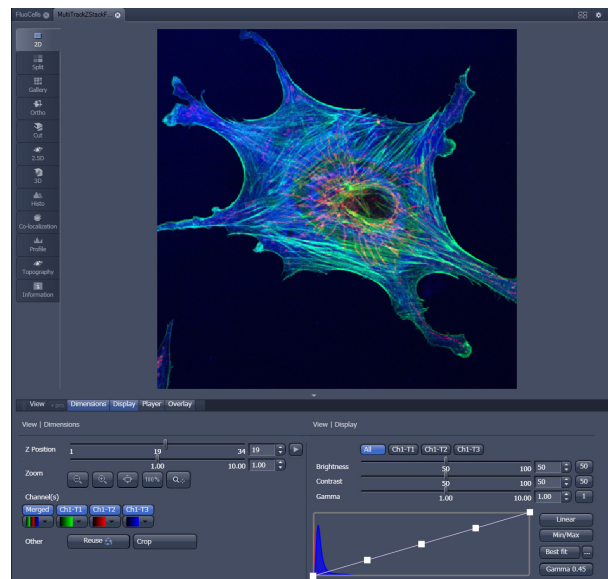 FluoCells MultiTrackZStackF...
2D
Split
Gallery
Ortho
Cut
2.5D
3D
Histo
Co-localization
Profile
Topography
Information
View Dimensions Display Player Overlay
View | Dimensions
Z Position 1 19 34 19
1.00 10.00 1.00
Zoom
100%
Channel(s)
Merged Ch1-T1 Ch1-T2 Ch1-T3
Other Reuse Crop
View | Display
All Ch1-T1 Ch1-T2 Ch1-T3
Brightness 50 100 50 50
Contrast 50 100 50 50
Gamma 1.00 10.00 1.00 1
Linear
Min/Max
Best fit ...
Gamma 0.45